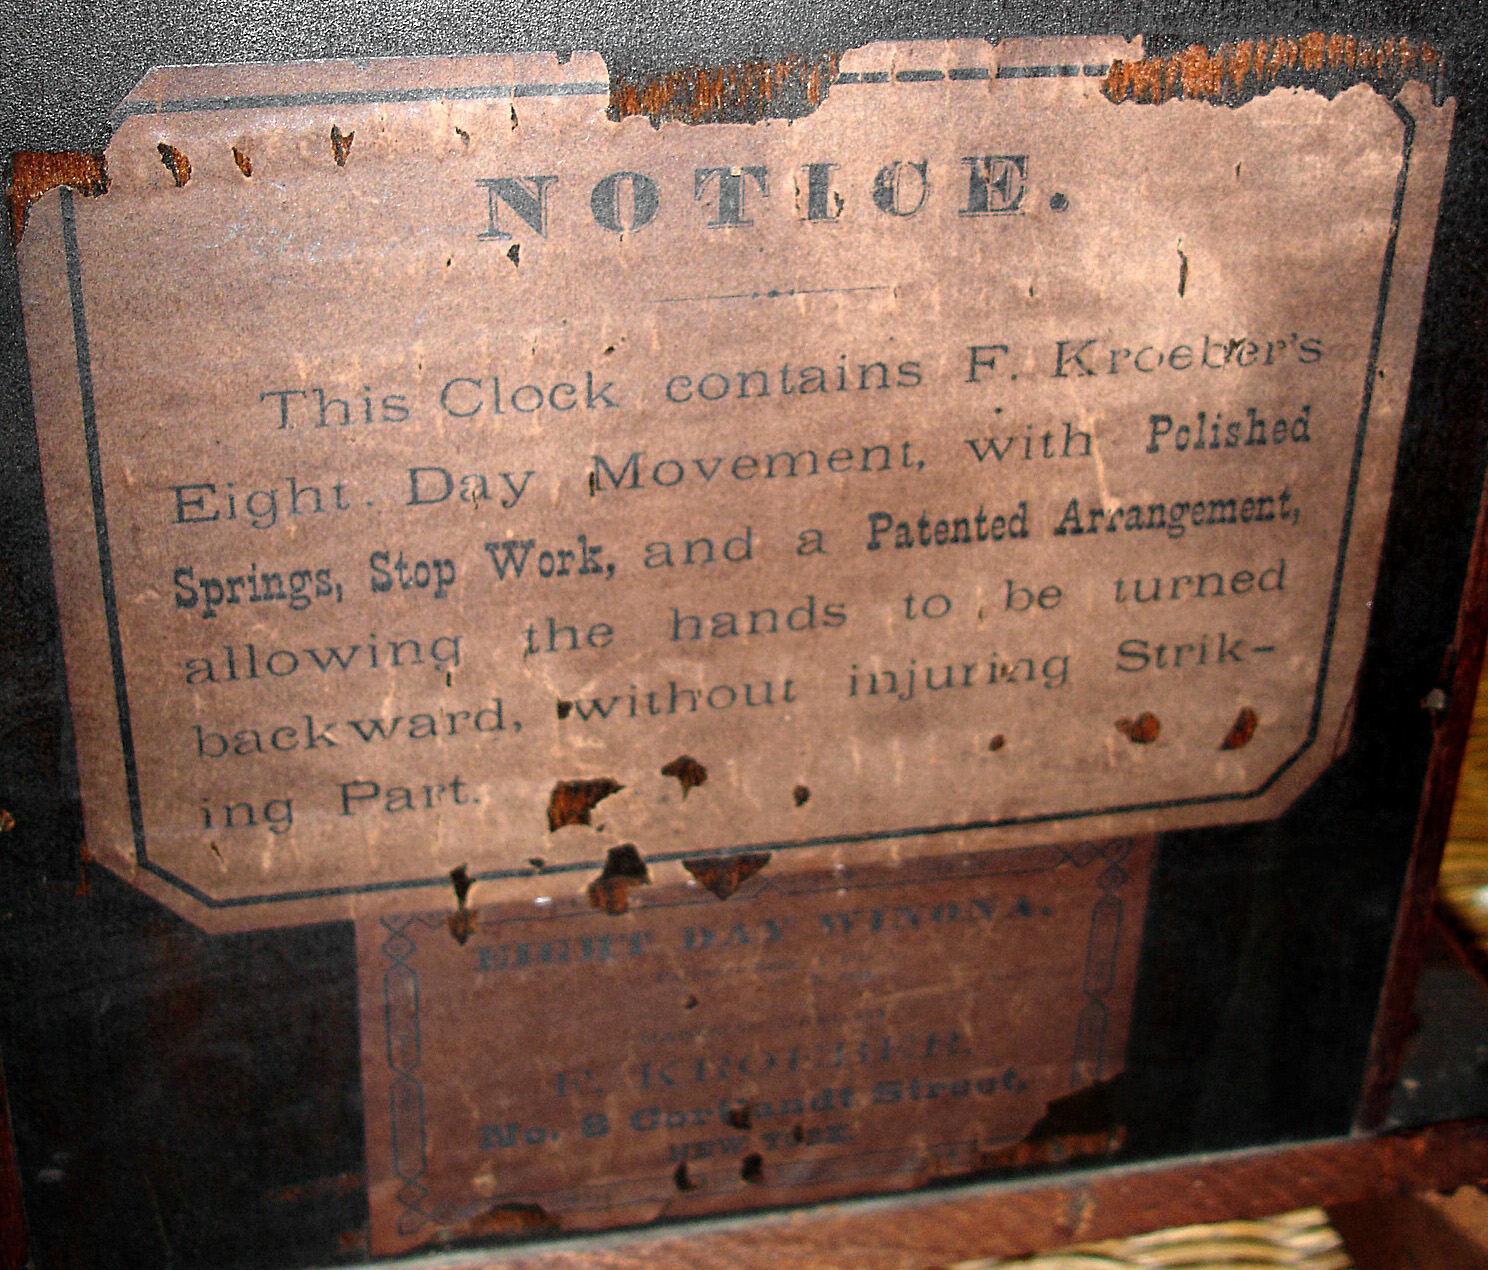 NOTICE.
This Clock contains F. Kroeber's
Eight. Day Movement, with Polished
Springs, Stop Work, and a Patented Arrangement,
allowing the hands to be turned
backward, without injuring Strik-
ing Part.
EIGHT DAY WINONA.
F. KROEBER,
No. 8 Cortlandt Street,
NEW YORK.